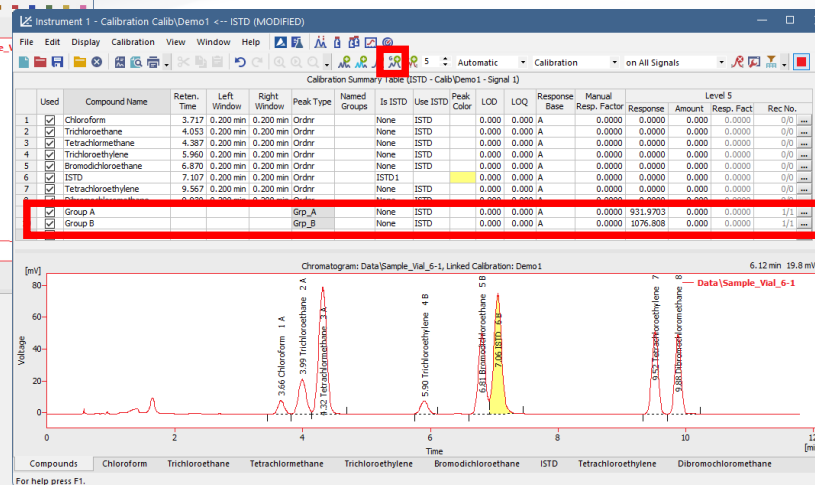 Instrument 1 - Calibration Calib\Demo1 <-- ISTD (MODIFIED)
File Edit Display Calibration View Window Help
5 Automatic Calibration on All Signals
Calibration Summary Table (ISTD - Calib\Demo1 - Signal 1)
Used Compound Name Reten. Time Left Window Right Window Peak Type Named Groups Is ISTD Use ISTD Peak Color LOD LOQ Response Base Manual Resp. Factor Level 5
Response Amount Resp. Fact Rec No.
1 Chloroform 3.717 0.200 min 0.200 min Ordnr None ISTD 0.000 0.000 A 0.0000 0.0000 0.000 0.0000 0/0 ...
2 Trichloroethane 4.053 0.200 min 0.200 min Ordnr None ISTD 0.000 0.000 A 0.0000 0.0000 0.000 0.0000 0/0 ...
3 Tetrachlormethane 4.387 0.200 min 0.200 min Ordnr None ISTD 0.000 0.000 A 0.0000 0.0000 0.000 0.0000 0/0 ...
4 Trichloroethylene 5.960 0.200 min 0.200 min Ordnr None ISTD 0.000 0.000 A 0.0000 0.0000 0.000 0.0000 0/0 ...
5 Bromodichloroethane 6.870 0.200 min 0.200 min Ordnr None ISTD 0.000 0.000 A 0.0000 0.0000 0.000 0.0000 0/0 ...
6 ISTD 7.107 0.200 min 0.200 min Ordnr ISTD1 0.000 0.000 A 0.0000 0.0000 0.000 0.0000 0/0 ...
7 Tetrachloroethylene 9.567 0.200 min 0.200 min Ordnr None ISTD 0.000 0.000 A 0.0000 0.0000 0.000 0.0000 0/0 ...
Group A Grp_A None ISTD 0.000 0.000 A 0.0000 931.9703 0.000 1/1 ...
Group B Grp_B None ISTD 0.000 0.000 A 0.0000 1076.808 0.000 1/1 ...
Chromatogram: Data\Sample_Vial_6-1, Linked Calibration: Demo1
6.12 min 19.8 mV
[mV]
Data\Sample_Vial_6-1
80
60
40
20
0
Voltage
3.66 Chloroform 1 A
3.99 Trichloroethane 2 A
4.32 Tetrachlormethane 3 A
5.90 Trichloroethylene 4 B
6.81 Bromodichloroethane 5 B
7.06 ISTD 6 B
9.52 Tetrachloroethylene 7
9.88 Dibromochloromethane 8
0 2 4 6 8 10 12
Time
Compounds Chloroform Trichloroethane Tetrachlormethane Trichloroethylene Bromodichloroethane ISTD Tetrachloroethylene Dibromochloromethane
For help press F1.